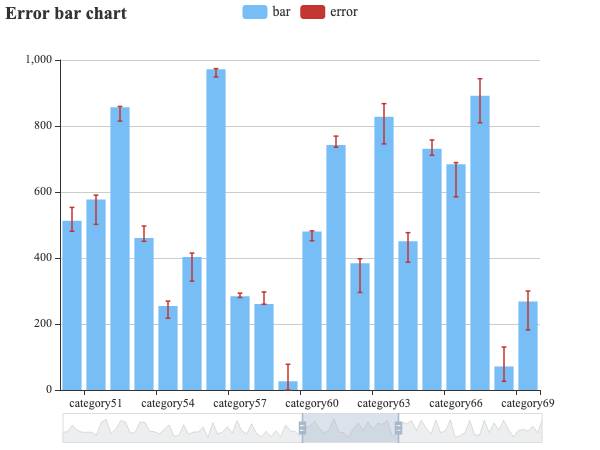 Error bar chart
bar error
1,000
800
600
400
200
0
category51 category54 category57 category60 category63 category66 category69